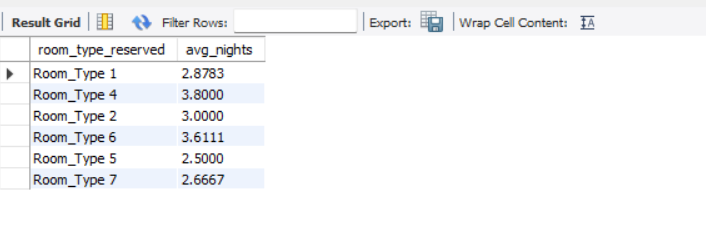 Result Grid Filter Rows: Export: Wrap Cell Content: IA
room_type_reserved avg_nights
Room_Type 1 2.8783
Room_Type 4 3.8000
Room_Type 2 3.0000
Room_Type 6 3.6111
Room_Type 5 2.5000
Room_Type 7 2.6667